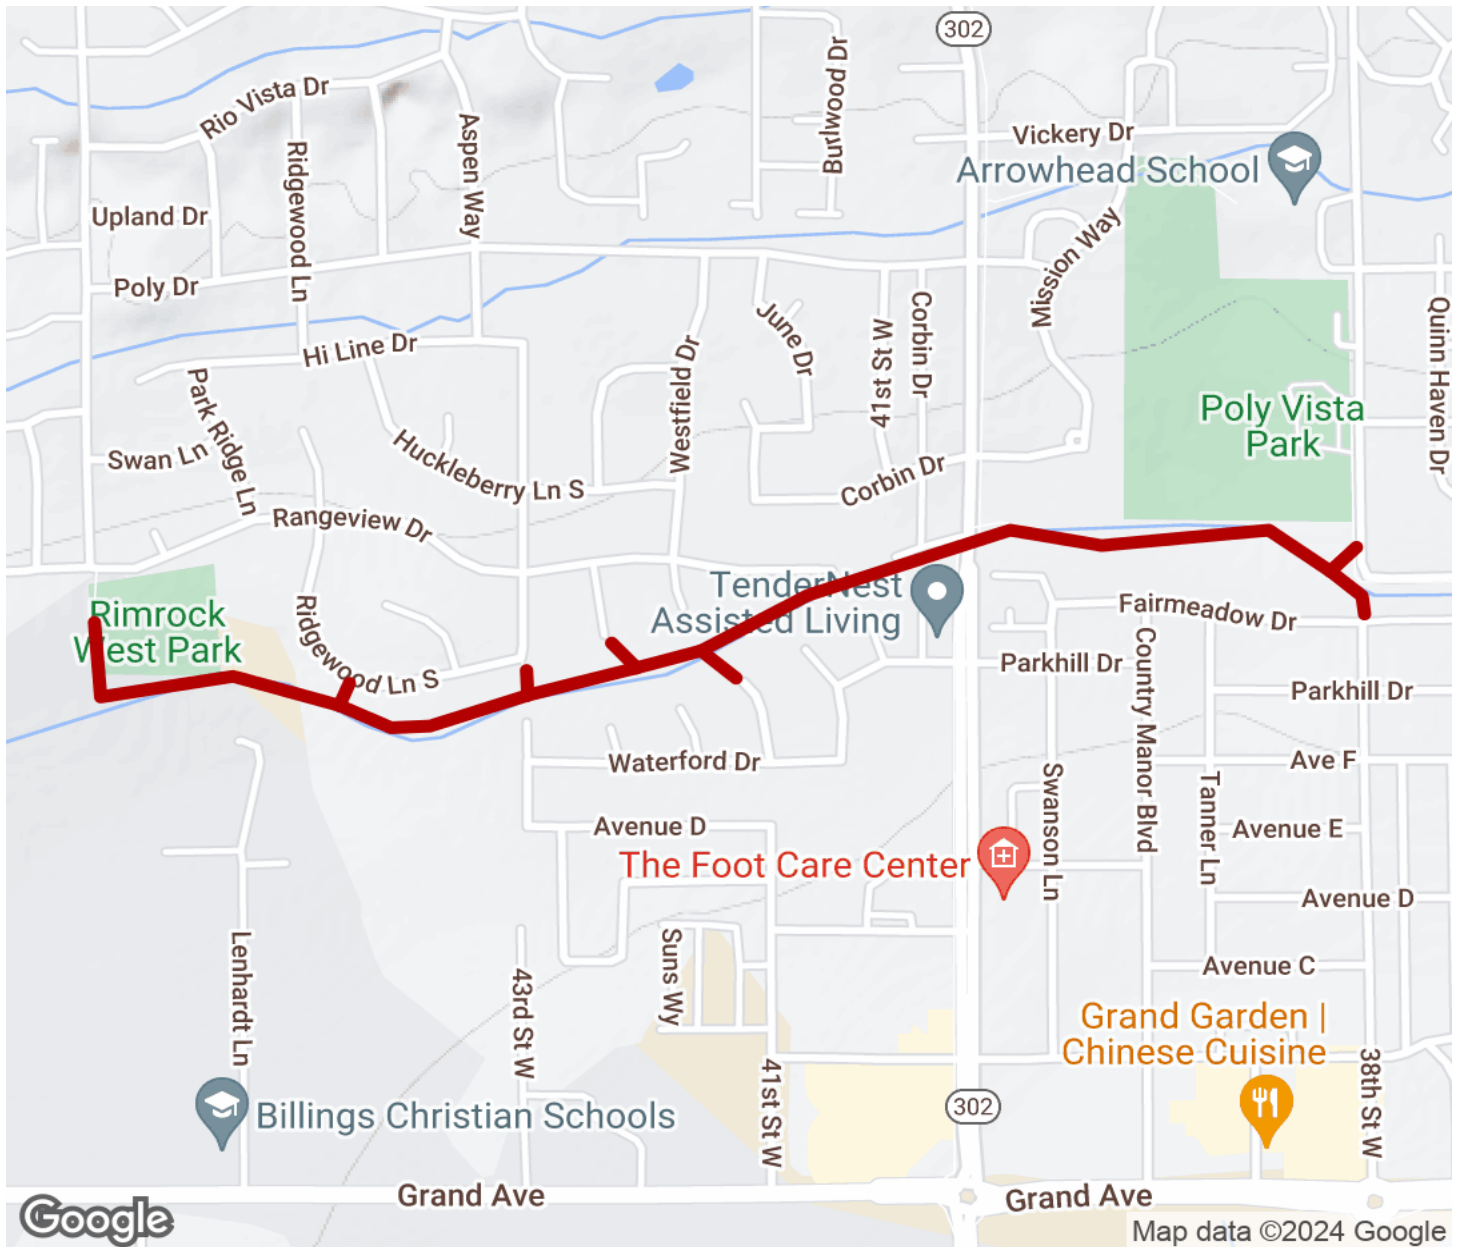 302
Rio Vista Dr
Burlwood Dr
Aspen Way
Vickery Dr
Arrowhead School
Ridgewood Ln
Upland Dr
Mission Way
Poly Dr
June Dr
Corbin Dr
41st St W
Quinn Haven Dr
Hi Line Dr
Westfield Dr
Park Ridge Ln
Poly Vista
Park
Swan Ln
Huckleberry Ln S
Corbin Dr
Rangeview Dr
TenderNest
Assisted Living
Rimrock
West Park
Ridgewood Ln S
Fairmeadow Dr
Parkhill Dr
Country Manor Blvd
Parkhill Dr
Waterford Dr
Ave F
Swanson Ln
Tanner Ln
Avenue D
Avenue E
The Foot Care Center
Avenue D
Lenhardt Ln
Suns Wy
43rd St W
Avenue C
Grand Garden |
Chinese Cuisine
41st St W
38th St W
302
Billings Christian Schools
Grand Ave
Grand Ave
Google
Map data ©2024 Google